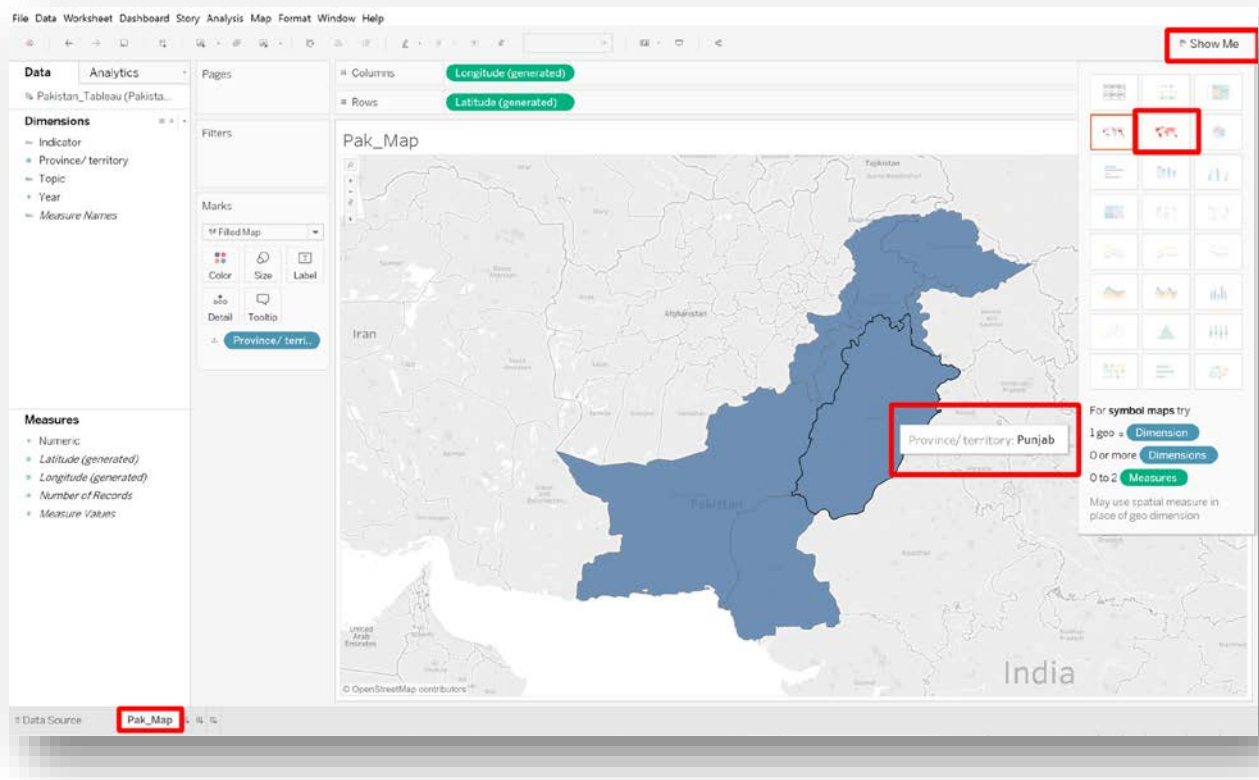 File Data Worksheet Dashboard Story Analysis Map Format Window Help
Show Me
Data Analytics
Pakistan_Tableau (Pakista...
Dimensions
Indicator
Province/ territory
Topic
Year
Measure Names
Measures
Numeric
Latitude (generated)
Longitude (generated)
Number of Records
Measure Values
Pages
Filters
Marks
Filled Map
Color Size Label
Detail Tooltip
Province/ terri..
Columns Longitude (generated)
Rows Latitude (generated)
Pak_Map
Tajikistan
Afghanistan
Iran
Province/ territory: Punjab
Pakistan
United
Arab
Emirates
India
© OpenStreetMap contributors
For symbol maps try
1 geo Dimension
0 or more Dimensions
0 to 2 Measures
May use spatial measure in
place of geo dimension
Data Source Pak_Map